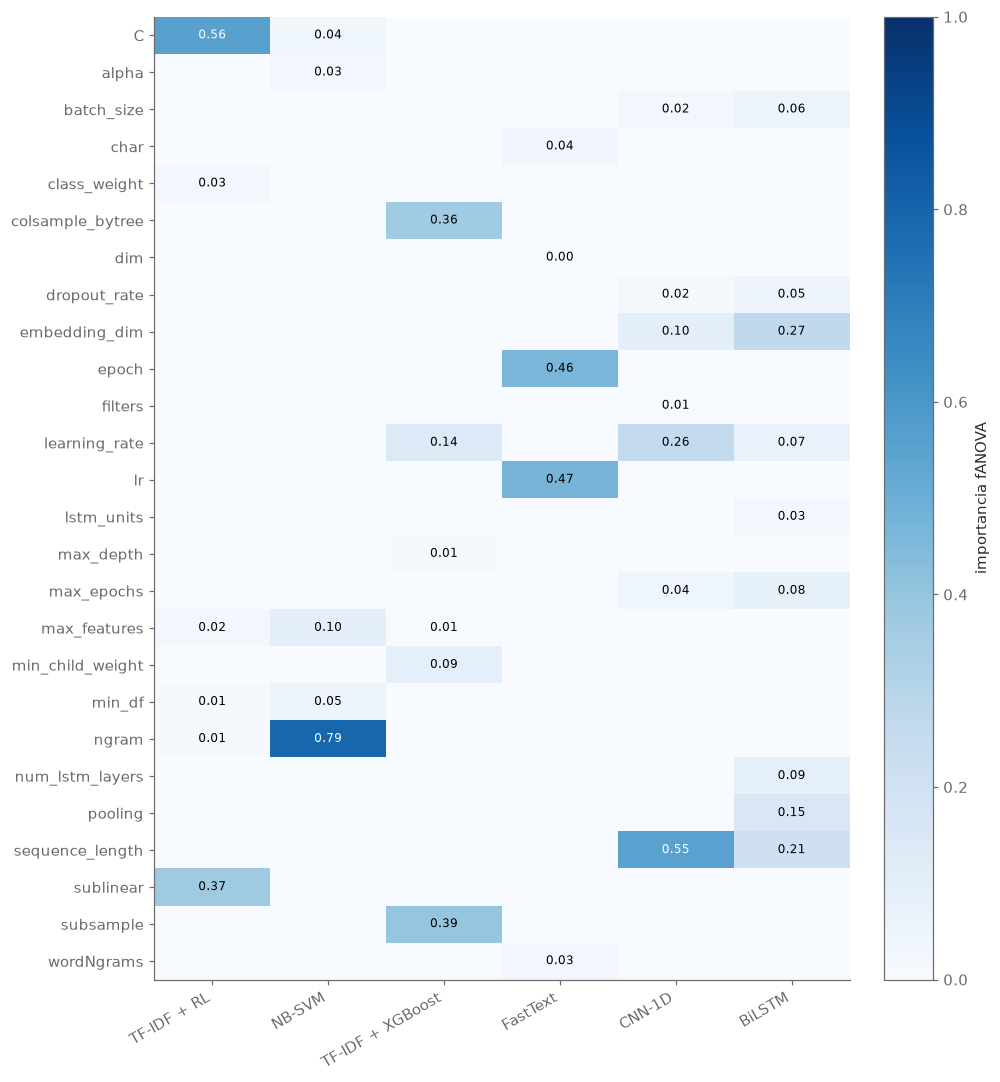 C 0.56 0.04
alpha 0.03
batch_size 0.02 0.06
char 0.04
class_weight 0.03
colsample_bytree 0.36
dim 0.00
dropout_rate 0.02 0.05
embedding_dim 0.10 0.27
epoch 0.46
filters 0.01
learning_rate 0.14 0.26 0.07
lr 0.47
lstm_units 0.03
max_depth 0.01
max_epochs 0.04 0.08
max_features 0.02 0.10 0.01
min_child_weight 0.09
min_df 0.01 0.05
ngram 0.01 0.79
num_lstm_layers 0.09
pooling 0.15
sequence_length 0.55 0.21
sublinear 0.37
subsample 0.39
wordNgrams 0.03
TF-IDF + RL
NB-SVM
TF-IDF + XGBoost
FastText
CNN-1D
BiLSTM
1.0
0.8
0.6
0.4
0.2
0.0
importancia fANOVA